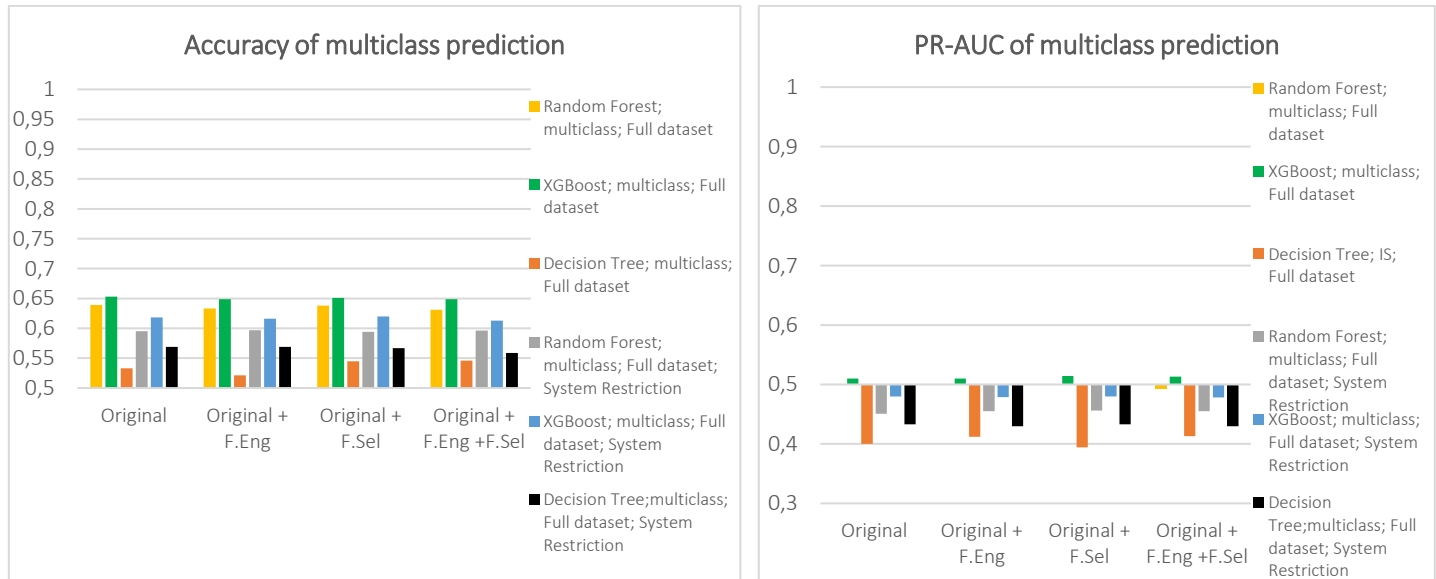 Accuracy of multiclass prediction
1
0,95
0,9
0,85
0,8
0,75
0,7
0,65
0,6
0,55
0,5
Original
Original +
F.Eng
Original +
F.Sel
Original +
F.Eng +F.Sel
Random Forest;
multiclass; Full dataset
XGBoost; multiclass; Full
dataset
Decision Tree; multiclass;
Full dataset
Random Forest;
multiclass; Full dataset;
System Restriction
XGBoost; multiclass; Full
dataset; System
Restriction
Decision Tree;multiclass;
Full dataset; System
Restriction
PR-AUC of multiclass prediction
1
0,9
0,8
0,7
0,6
0,5
0,4
0,3
Original
Original +
F.Eng
Original +
F.Sel
Original +
F.Eng +F.Sel
Random Forest;
multiclass; Full
dataset
XGBoost; multiclass;
Full dataset
Decision Tree; IS;
Full dataset
Random Forest;
multiclass; Full
dataset; System
Restriction
XGBoost; multiclass;
Full dataset; System
Restriction
Decision
Tree;multiclass; Full
dataset; System
Restriction